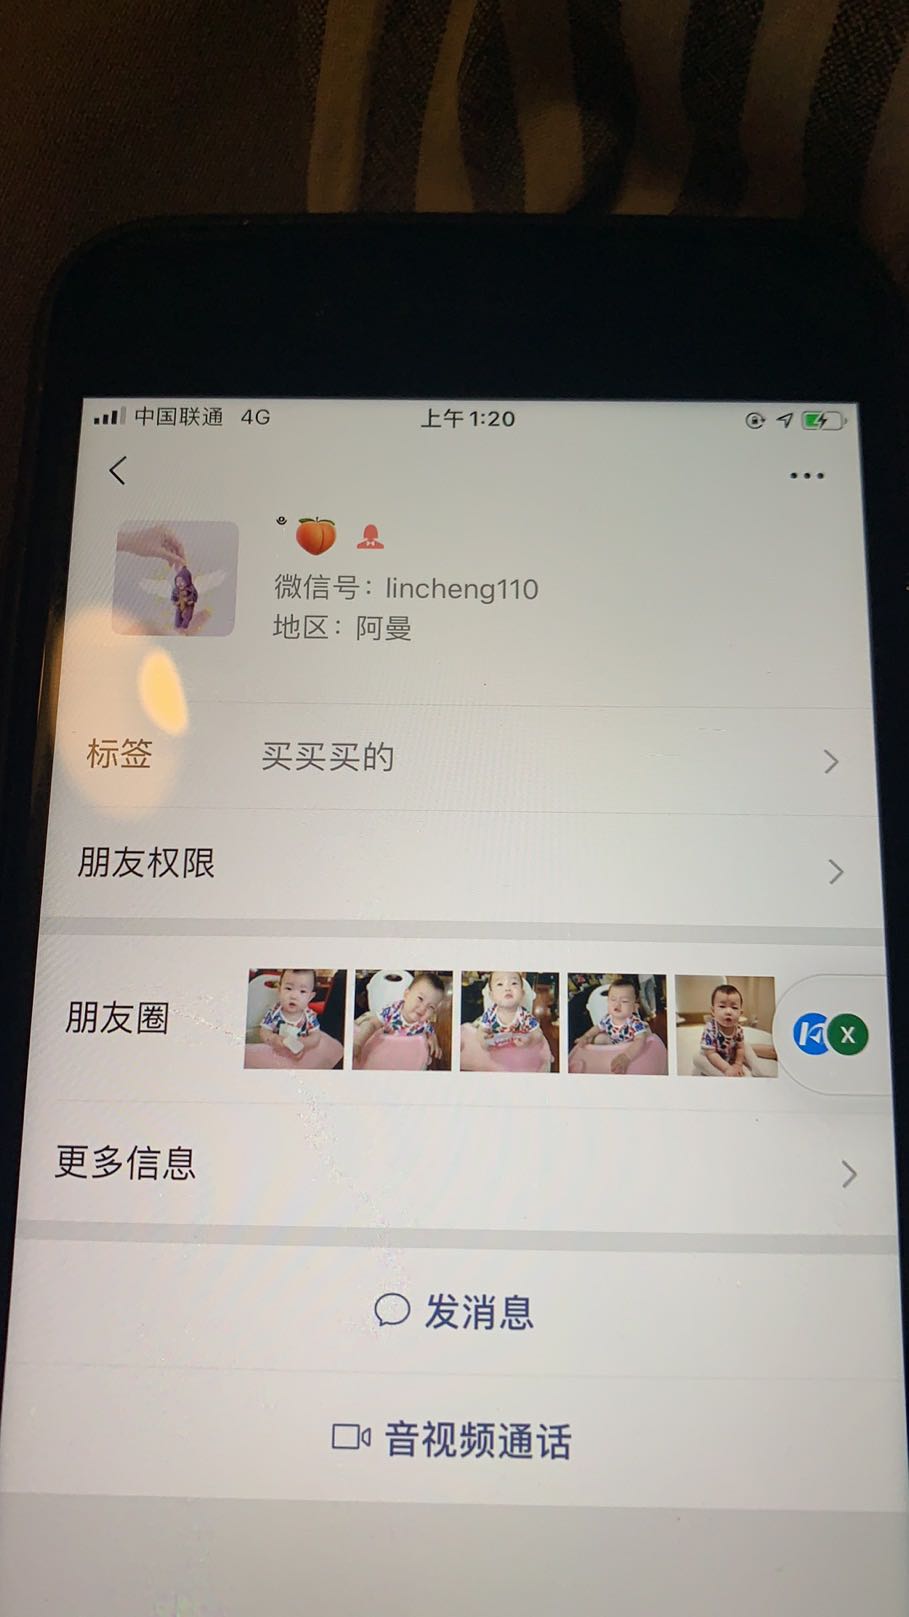 中国联通 4G 上午1:20
微信号：lincheng110
地区：阿曼
标签 买买买的
朋友权限
朋友圈
X
更多信息
发消息
音视频通话